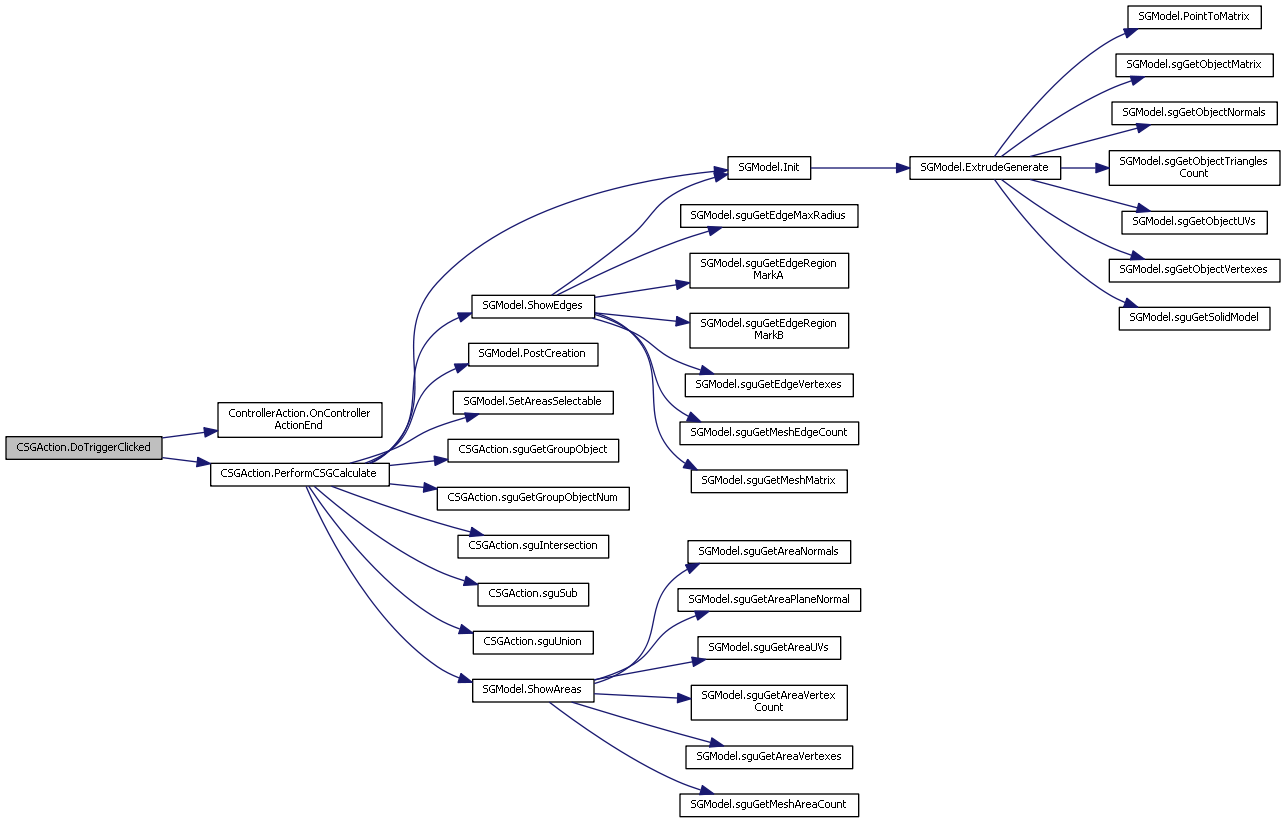 CSGAction.DoTriggerClicked
ControllerAction.OnController
ActionEnd
CSGAction.PerformCSGCalculate
SGModel.ShowEdges
SGModel.PostCreation
SGModel.SetAreasSelectable
CSGAction.sguGetGroupObject
CSGAction.sguGetGroupObjectNum
CSGAction.sguIntersection
CSGAction.sguSub
CSGAction.sguUnion
SGModel.ShowAreas
SGModel.Init
SGModel.sguGetEdgeMaxRadius
SGModel.sguGetEdgeRegion
MarkA
SGModel.sguGetEdgeRegion
MarkB
SGModel.sguGetEdgeVertexes
SGModel.sguGetMeshEdgeCount
SGModel.sguGetMeshMatrix
SGModel.sguGetAreaNormals
SGModel.sguGetAreaPlaneNormal
SGModel.sguGetAreaUVs
SGModel.sguGetAreaVertex
Count
SGModel.sguGetAreaVertexes
SGModel.sguGetMeshAreaCount
SGModel.ExtrudeGenerate
SGModel.PointToMatrix
SGModel.sgGetObjectMatrix
SGModel.sgGetObjectNormals
SGModel.sgGetObjectTriangles
Count
SGModel.sgGetObjectUVs
SGModel.sgGetObjectVertexes
SGModel.sguGetSolidModel